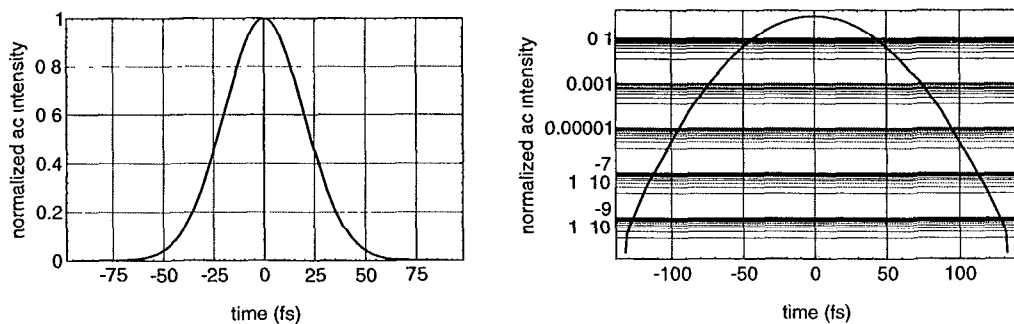 normalized ac intensity
1
0 8
0 6
0.4
0.2
0
-75 -50 -25 0 25 50 75
time (fs)
normalized ac intensity
0 1
0.001
0.00001
-7
1 10
-9
1 10
-100 -50 0 50 100
time (fs)